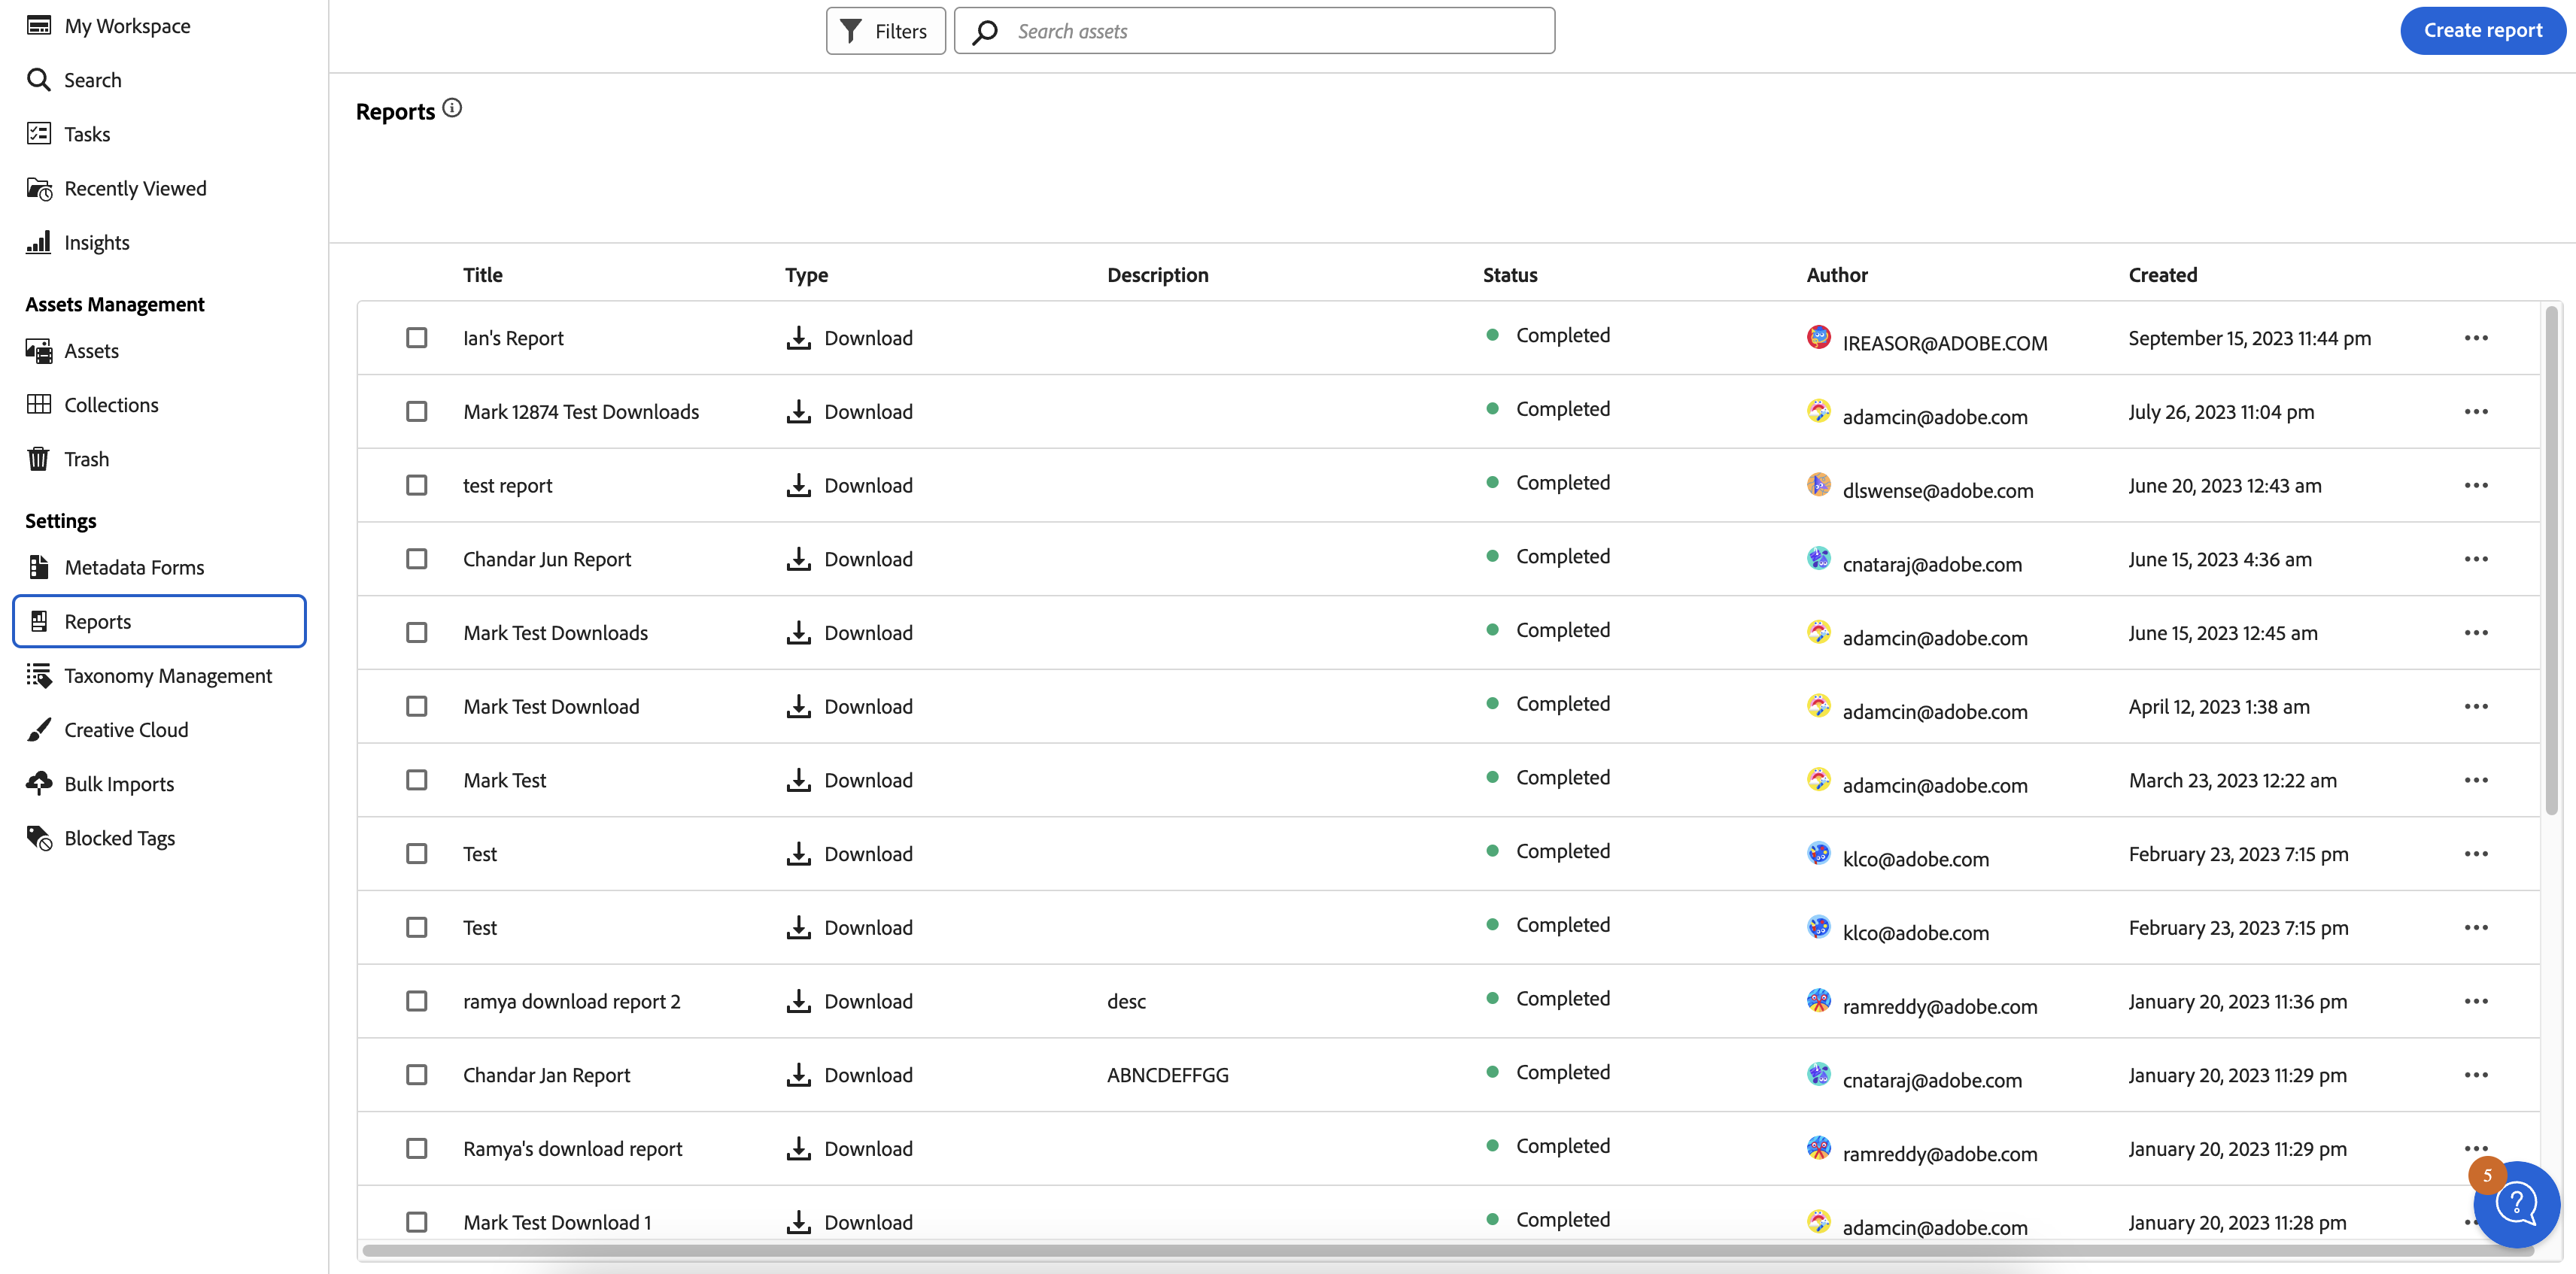 My Workspace
Search
Tasks
Recently Viewed
Insights
Assets Management
Assets
Collections
Trash
Settings
Metadata Forms
Reports
Taxonomy Management
Creative Cloud
Bulk Imports
Blocked Tags
Filters
Search assets
Create report
Reports
Title Type Description Status Author Created
Ian's Report Download Completed IREASOR@ADOBE.COM September 15, 2023 11:44 pm
Mark 12874 Test Downloads Download Completed adamcin@adobe.com July 26, 2023 11:04 pm
test report Download Completed dlswense@adobe.com June 20, 2023 12:43 am
Chandar Jun Report Download Completed cnataraj@adobe.com June 15, 2023 4:36 am
Mark Test Downloads Download Completed adamcin@adobe.com June 15, 2023 12:45 am
Mark Test Download Download Completed adamcin@adobe.com April 12, 2023 1:38 am
Mark Test Download Completed adamcin@adobe.com March 23, 2023 12:22 am
Test Download Completed klco@adobe.com February 23, 2023 7:15 pm
Test Download Completed klco@adobe.com February 23, 2023 7:15 pm
ramya download report 2 Download desc Completed ramreddy@adobe.com January 20, 2023 11:36 pm
Chandar Jan Report Download ABNCDEFFGG Completed cnataraj@adobe.com January 20, 2023 11:29 pm
Ramya's download report Download Completed ramreddy@adobe.com January 20, 2023 11:29 pm
Mark Test Download 1 Download Completed adamcin@adobe.com January 20, 2023 11:28 pm
5